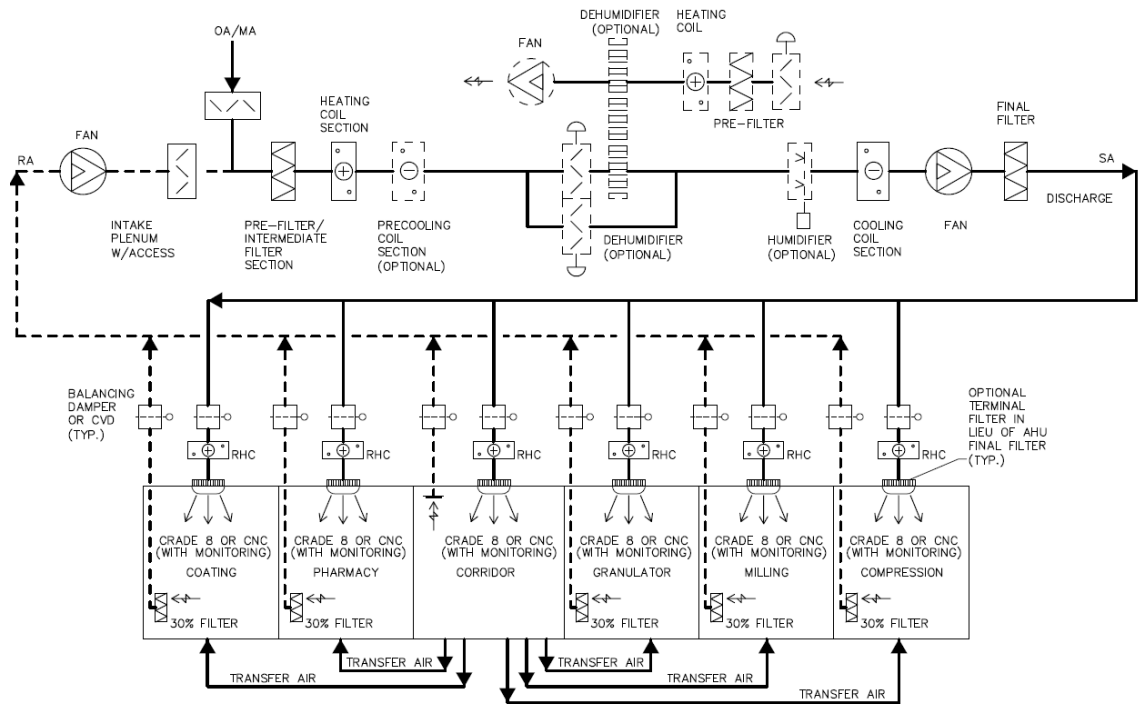 OA/MA
FAN
DEHUMIDIFIER
(OPTIONAL)
HEATING
COIL
PRE-FILTER
FINAL
FILTER
RA
FAN
HEATING
COIL
SECTION
SA
DISCHARGE
INTAKE
PLENUM
W/ACCESS
PRE-FILTER/
INTERMEDIATE
FILTER
SECTION
PRECOOLING
COIL
SECTION
(OPTIONAL)
DEHUMIDIFIER
(OPTIONAL)
HUMIDIFIER
(OPTIONAL)
COOLING
COIL
SECTION
FAN
BALANCING
DAMPER
OR CVD
(TYP.)
RHC
RHC
RHC
RHC
RHC
RHC
OPTIONAL
TERMINAL
FILTER IN
LIEU OF AHU
FINAL FILTER
(TYP.)
CRADE 8 OR CNC
(WITH MONITORING)
COATING
30% FILTER
CRADE 8 OR CNC
(WITH MONITORING)
PHARMACY
30% FILTER
CRADE 8 OR CNC
(WITH MONITORING)
CORRIDOR
CRADE 8 OR CNC
(WITH MONITORING)
GRANULATOR
30% FILTER
CRADE 8 OR CNC
(WITH MONITORING)
MILLING
30% FILTER
CRADE 8 OR CNC
(WITH MONITORING)
COMPRESSION
30% FILTER
TRANSFER AIR
TRANSFER AIR
TRANSFER AIR
TRANSFER AIR
TRANSFER AIR